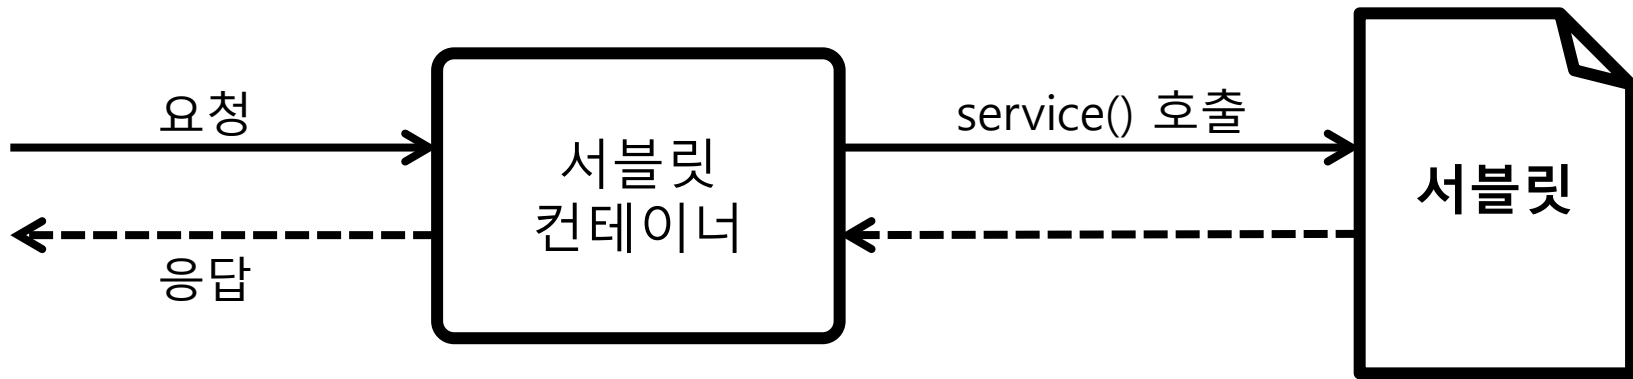 요청
응답
서블릿
컨테이너
service() 호출
서블릿